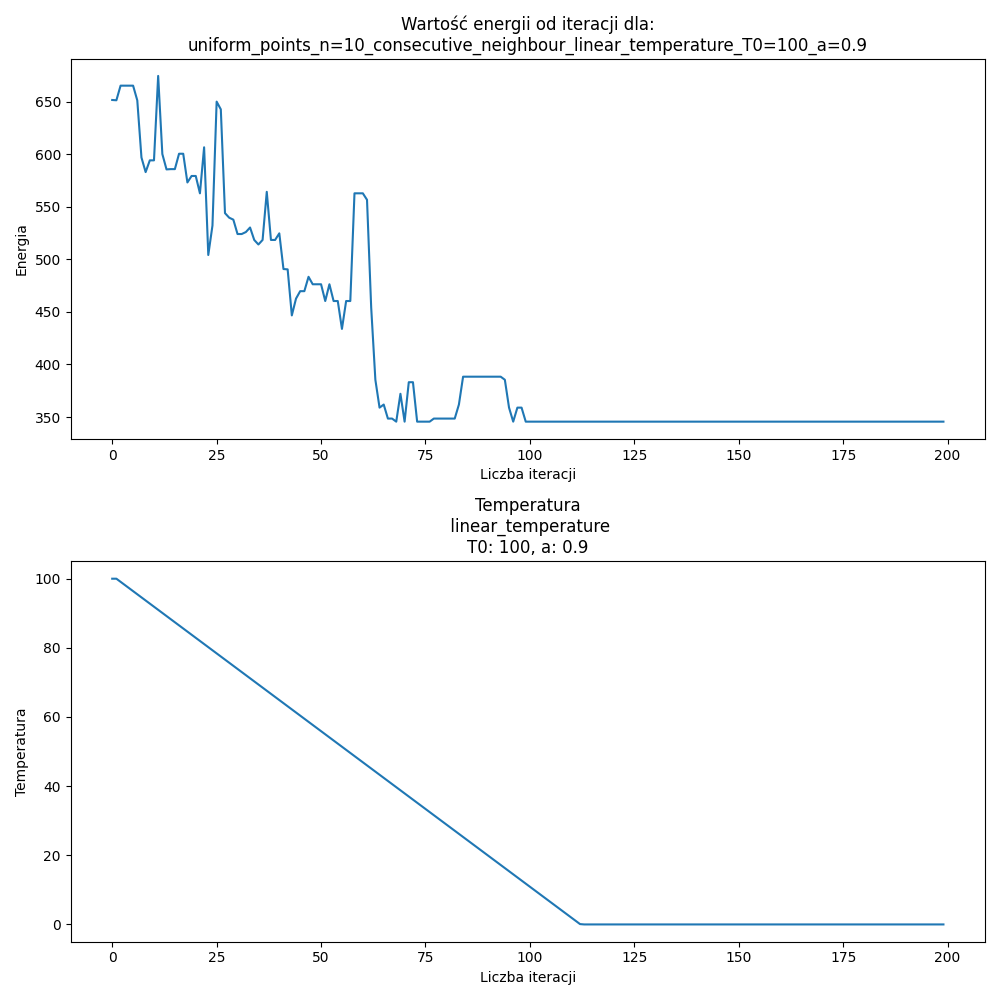 Wartość energii od iteracji dla:
uniform_points_n=10_consecutive_neighbour_linear_temperature_T0=100_a=0.9
650
600
550
500
450
400
350
Energia
0 25 50 75 100 125 150 175 200
Liczba iteracji
Temperatura
linear_temperature
T0: 100, a: 0.9
100
80
60
40
20
0
Temperatura
0 25 50 75 100 125 150 175 200
Liczba iteracji